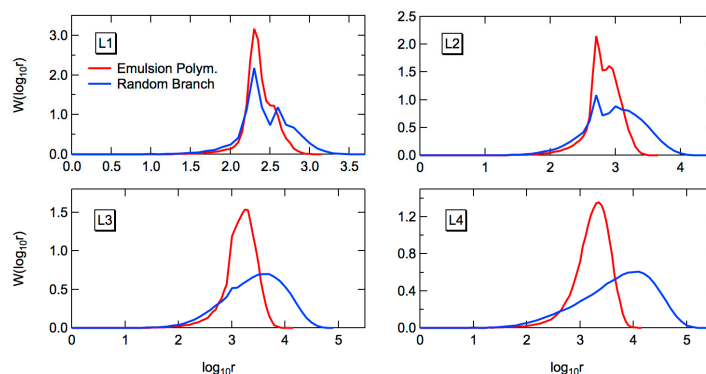 L1
Emulsion Polym.
Random Branch
W(log10r)
3.0
2.0
1.0
0.0
0.0 0.5 1.0 1.5 2.0 2.5 3.0 3.5
L2
W(log10r)
2.5
2.0
1.5
1.0
0.5
0.0
0 1 2 3 4
L3
W(log10r)
1.5
1.0
0.5
0.0
0 1 2 3 4 5
log10r
L4
W(log10r)
1.2
0.8
0.4
0.0
0 1 2 3 4 5
log10r